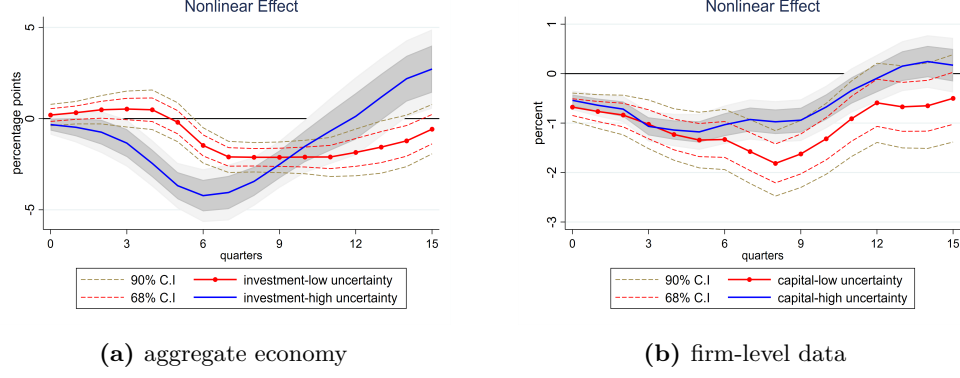 Nonlinear Effect
percentage points
5
0
-5
0 3 6 9 12 15
quarters
90% C.I investment-low uncertainty
68% C.I investment-high uncertainty
(a) aggregate economy
Nonlinear Effect
percent
1
0
-1
-2
-3
0 3 6 9 12 15
quarters
90% C.I capital-low uncertainty
68% C.I capital-high uncertainty
(b) firm-level data